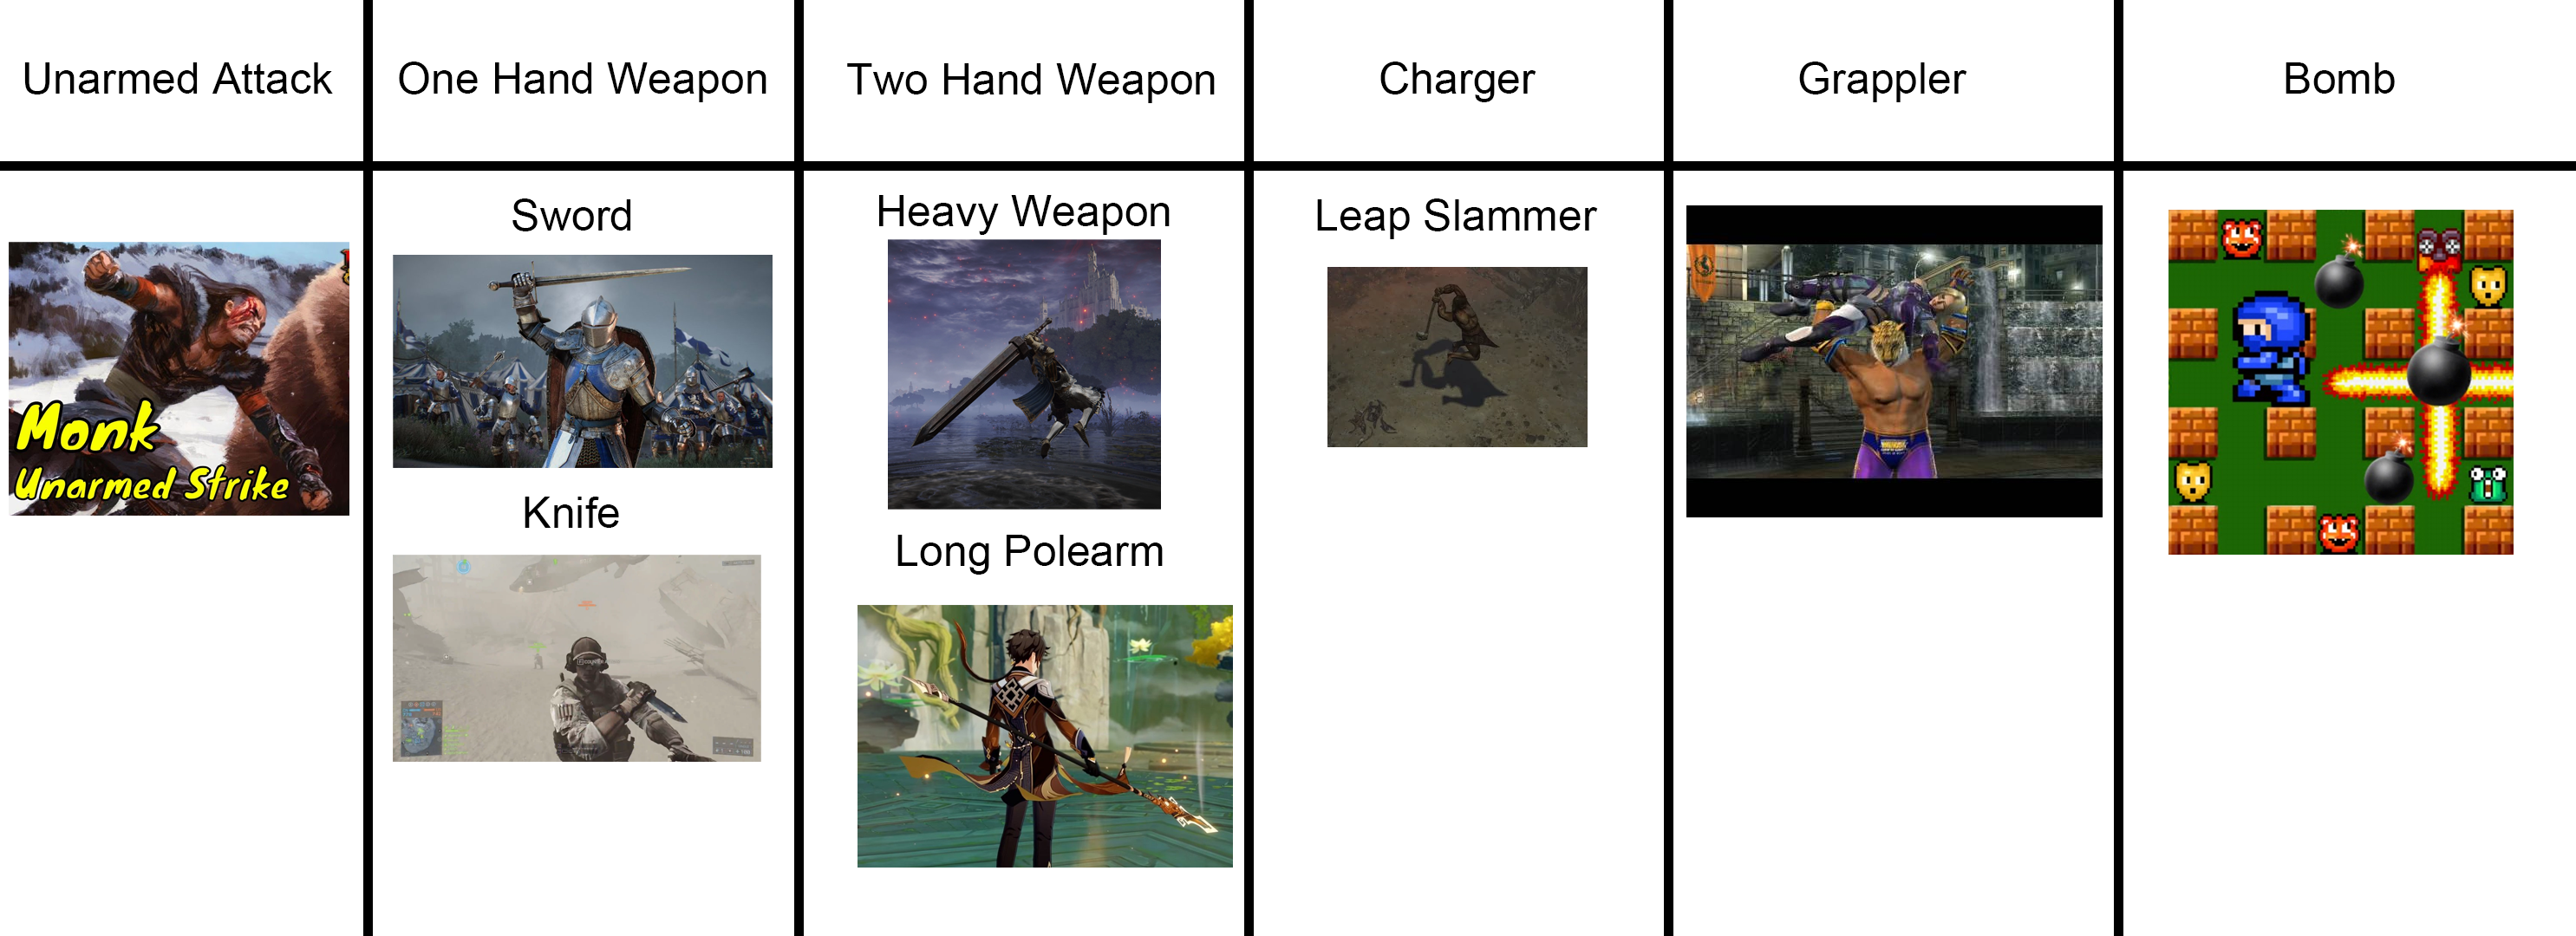 Unarmed Attack
One Hand Weapon
Two Hand Weapon
Charger
Grappler
Bomb
Monk
Unarmed Strike
Sword
Knife
Heavy Weapon
Long Polearm
Leap Slammer